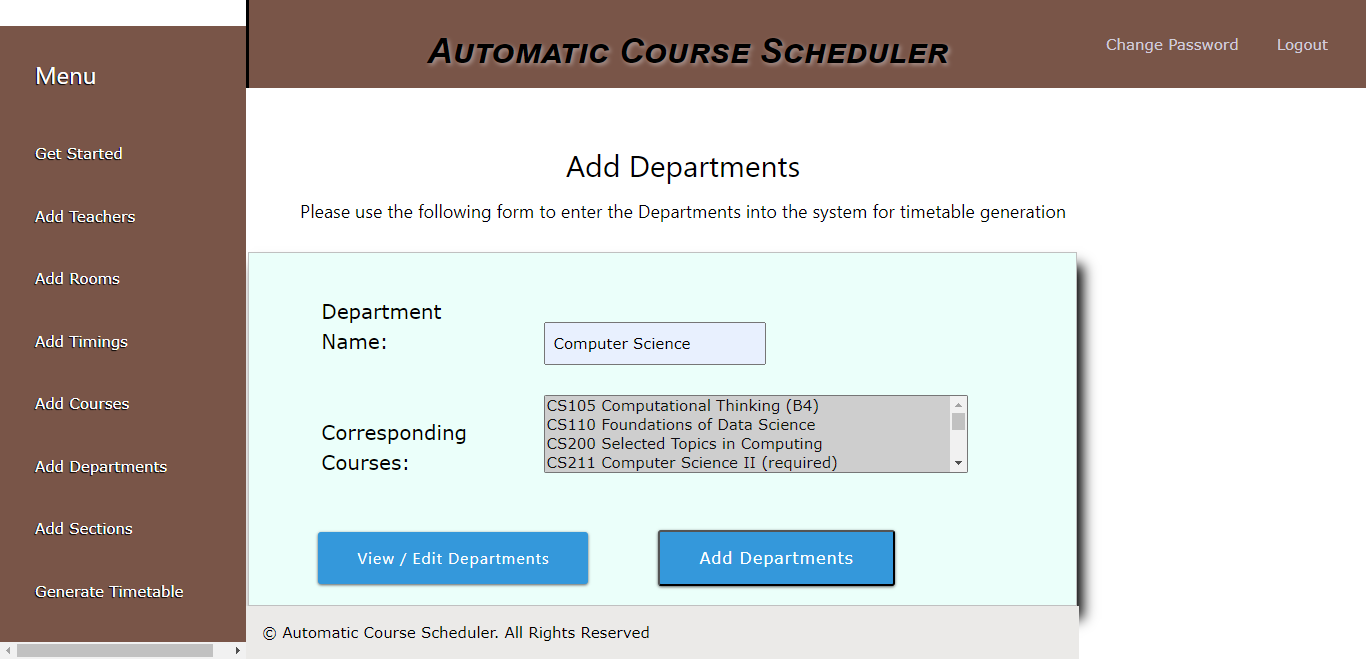 Automatic Course Scheduler
Change Password
Logout
Menu
Get Started
Add Teachers
Add Rooms
Add Timings
Add Courses
Add Departments
Add Sections
Generate Timetable
Add Departments
Please use the following form to enter the Departments into the system for timetable generation
Department
Name:
Computer Science
Corresponding
Courses:
CS105 Computational Thinking (B4)
CS110 Foundations of Data Science
CS200 Selected Topics in Computing
CS211 Computer Science II (required)
View / Edit Departments
Add Departments
© Automatic Course Scheduler. All Rights Reserved